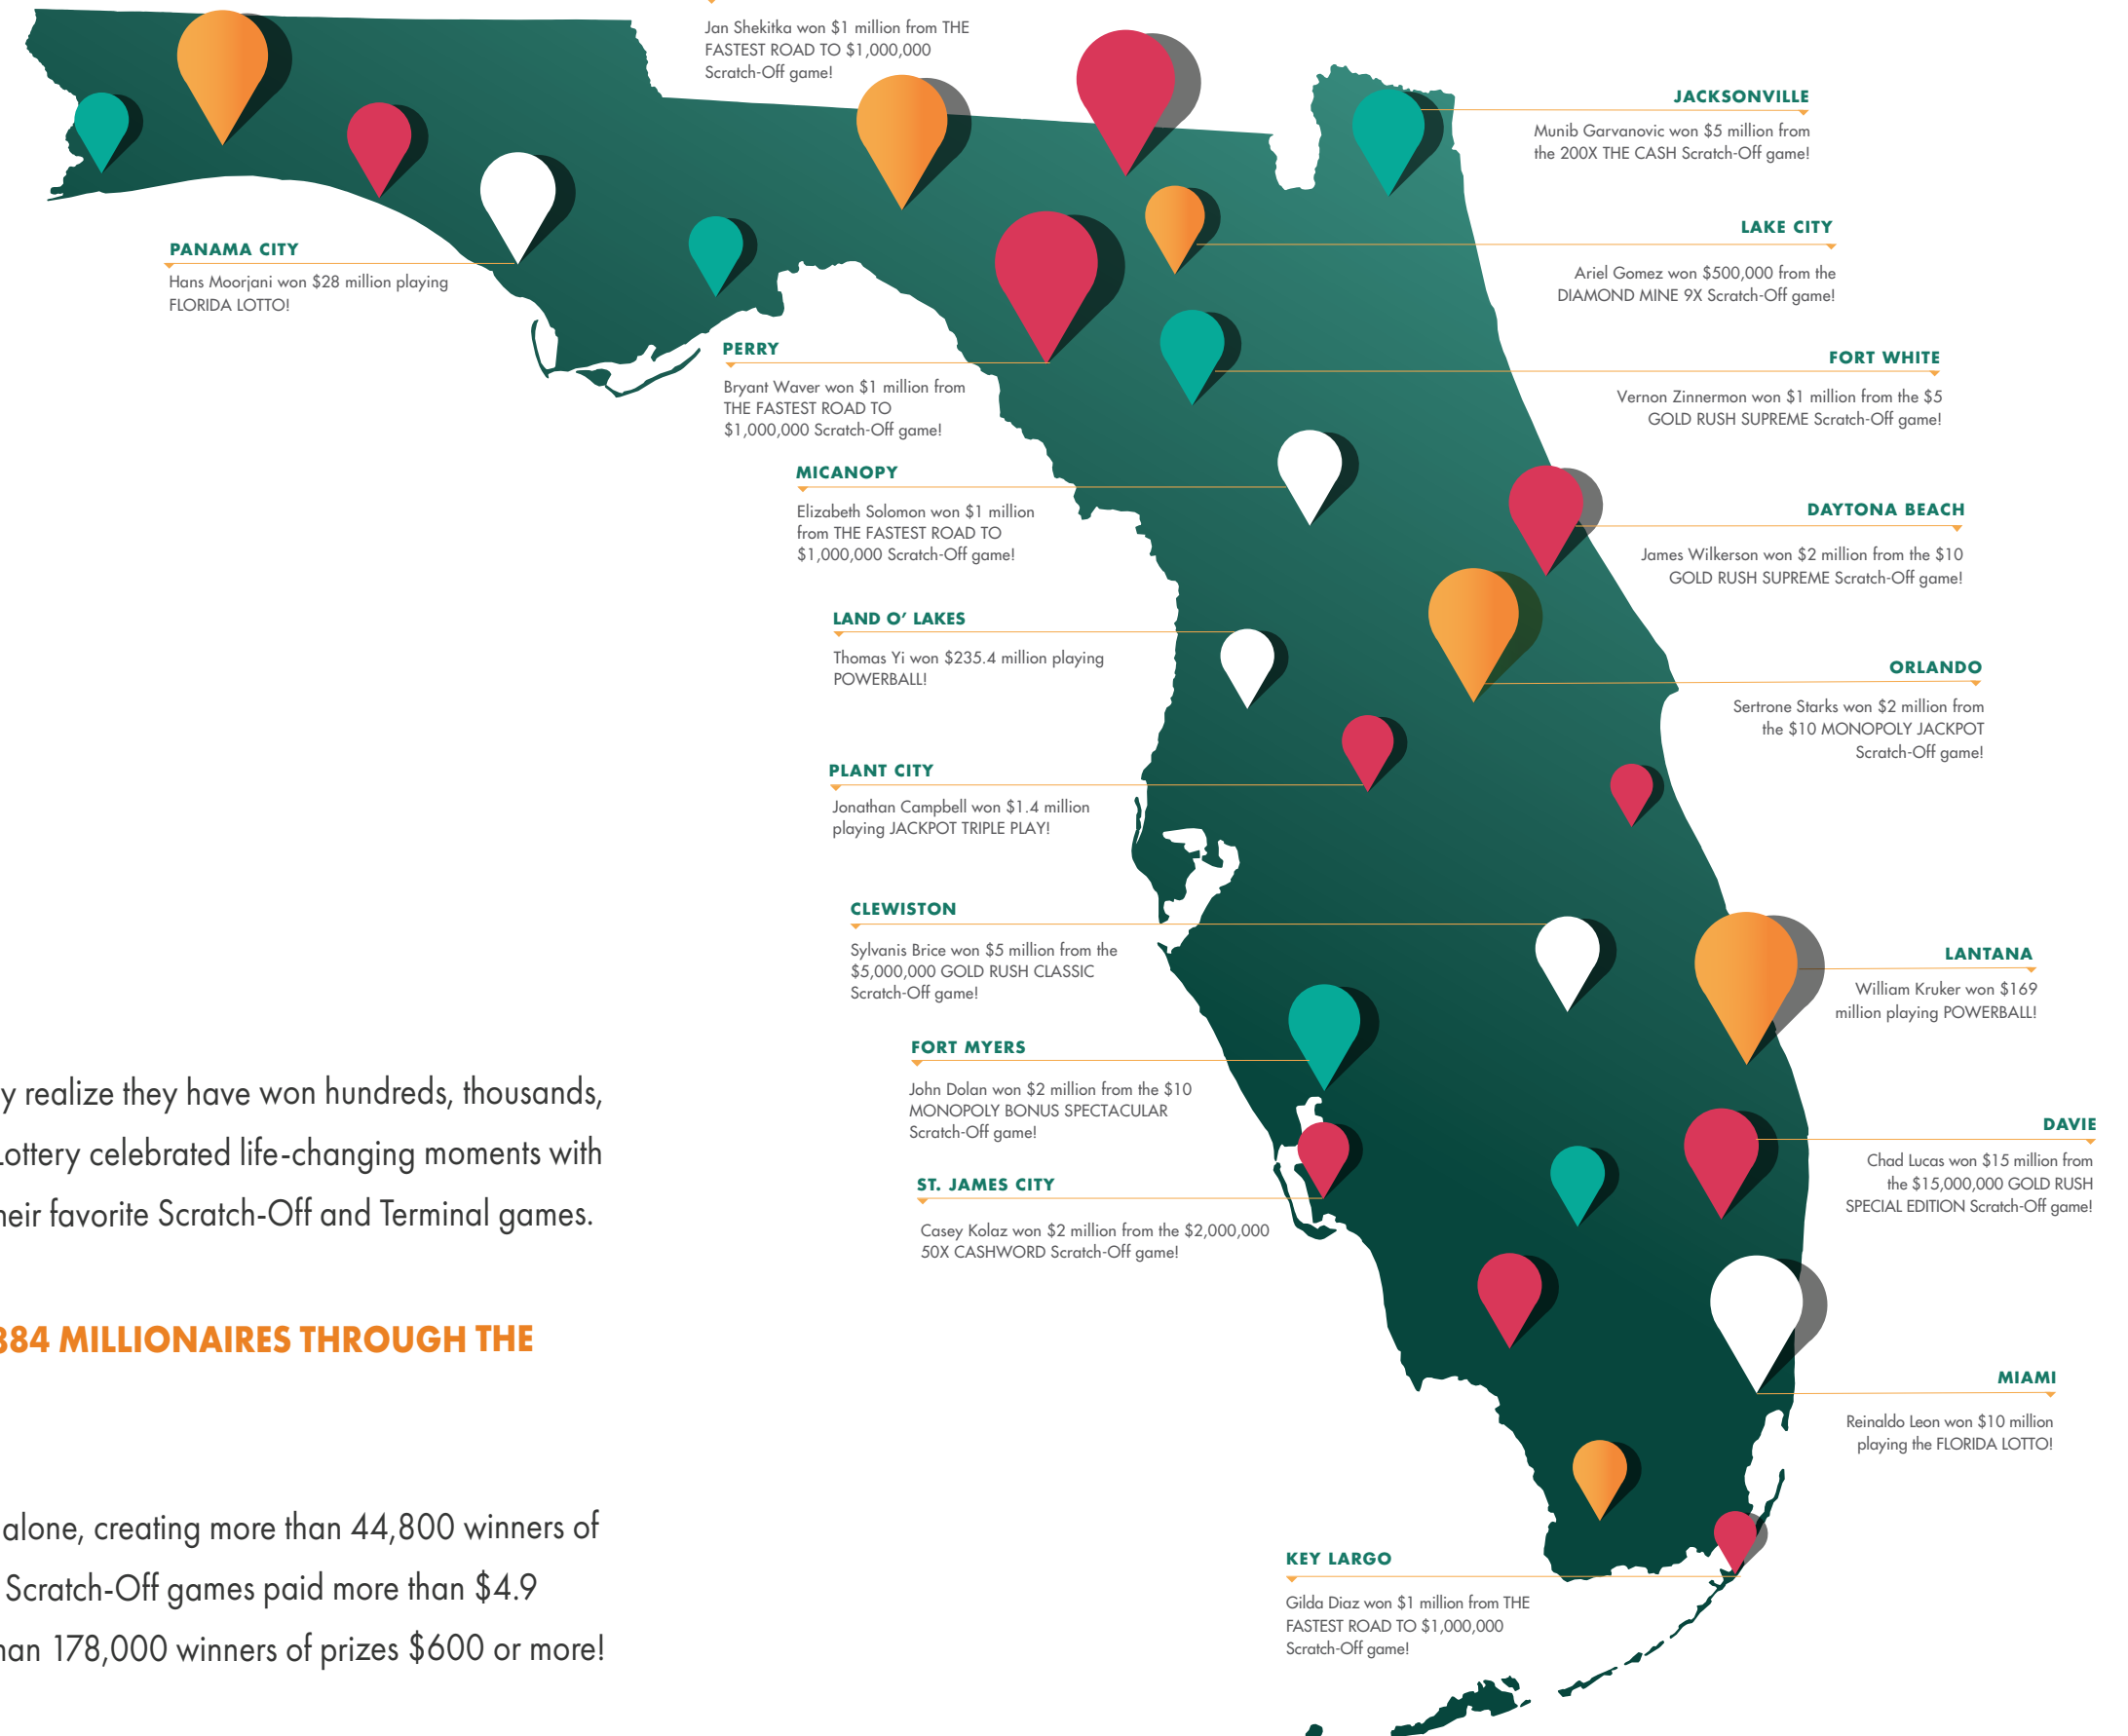 Jan Shekitka won $1 million from THE
FASTEST ROAD TO $1,000,000
Scratch-Off game!
JACKSONVILLE
Munib Garvanovic won $5 million from
the 200X THE CASH Scratch-Off game!
LAKE CITY
Ariel Gomez won $500,000 from the
DIAMOND MINE 9X Scratch-Off game!
PANAMA CITY
Hans Moorjani won $28 million playing
FLORIDA LOTTO!
PERRY
Bryant Waver won $1 million from
THE FASTEST ROAD TO
$1,000,000 Scratch-Off game!
FORT WHITE
Vernon Zinnermon won $1 million from the $5
GOLD RUSH SUPREME Scratch-Off game!
MICANOPY
Elizabeth Solomon won $1 million
from THE FASTEST ROAD TO
$1,000,000 Scratch-Off game!
DAYTONA BEACH
James Wilkerson won $2 million from the $10
GOLD RUSH SUPREME Scratch-Off game!
LAND O’ LAKES
Thomas Yi won $235.4 million playing
POWERBALL!
ORLANDO
Sertrone Starks won $2 million from
the $10 MONOPOLY JACKPOT
Scratch-Off game!
PLANT CITY
Jonathan Campbell won $1.4 million
playing JACKPOT TRIPLE PLAY!
CLEWISTON
Sylvanis Brice won $5 million from the
$5,000,000 GOLD RUSH CLASSIC
Scratch-Off game!
LANTANA
William Kruker won $169
million playing POWERBALL!
FORT MYERS
John Dolan won $2 million from the $10
MONOPOLY BONUS SPECTACULAR
Scratch-Off game!
DAVIE
Chad Lucas won $15 million from
the $15,000,000 GOLD RUSH
SPECIAL EDITION Scratch-Off game!
ST. JAMES CITY
Casey Kolaz won $2 million from the $2,000,000
50X CASHWORD Scratch-Off game!
MIAMI
Reinaldo Leon won $10 million
playing the FLORIDA LOTTO!
KEY LARGO
Gilda Diaz won $1 million from THE
FASTEST ROAD TO $1,000,000
Scratch-Off game!
y realize they have won hundreds, thousands,
Lottery celebrated life-changing moments with
heir favorite Scratch-Off and Terminal games.
384 MILLIONAIRES THROUGH THE
alone, creating more than 44,800 winners of
Scratch-Off games paid more than $4.9
han 178,000 winners of prizes $600 or more!